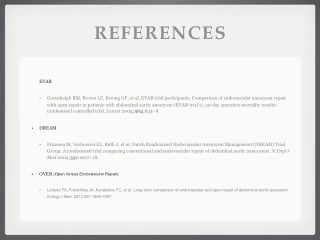 REFERENCES
EVAR
• Greenhalgh RM, Brown LC, Kwong GP, et al. EVAR trial participants. Comparison of endovascular aneurysm repair
with open repair in patients with abdominal aortic aneurysm (EVAR trial 1), 30-day operative mortality results:
randomised controlled trial. Lancet 2004;364:843–8.
• DREAM
• Prinssen M, Verhoeven EL, Buth J, et al, Dutch Randomised Endovascular Aneurysm Management (DREAM) Trial
Group. A randomized trial comparing conventional and endovascular repair of abdominal aortic aneurysms. N Engl J
Med 2004;351:1607–18.
• OVER (Open Versus Endovascular Repair)
• Lederle FA, Freischlag JA, Kyriakides TC, et al. Long-term comparison of endovascular and open repair of abdominal aortic aneurysm.
N Engl J Med. 2012;367:1988-1997.